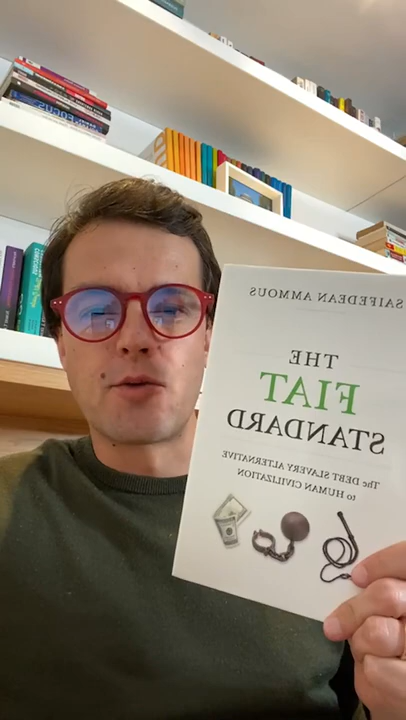 SAIFEDEAN AMMOUS
THE
FIAT
STANDARD
The DEBT SLAVERY ALTERNATIVE
to HUMAN CIVILIZATION